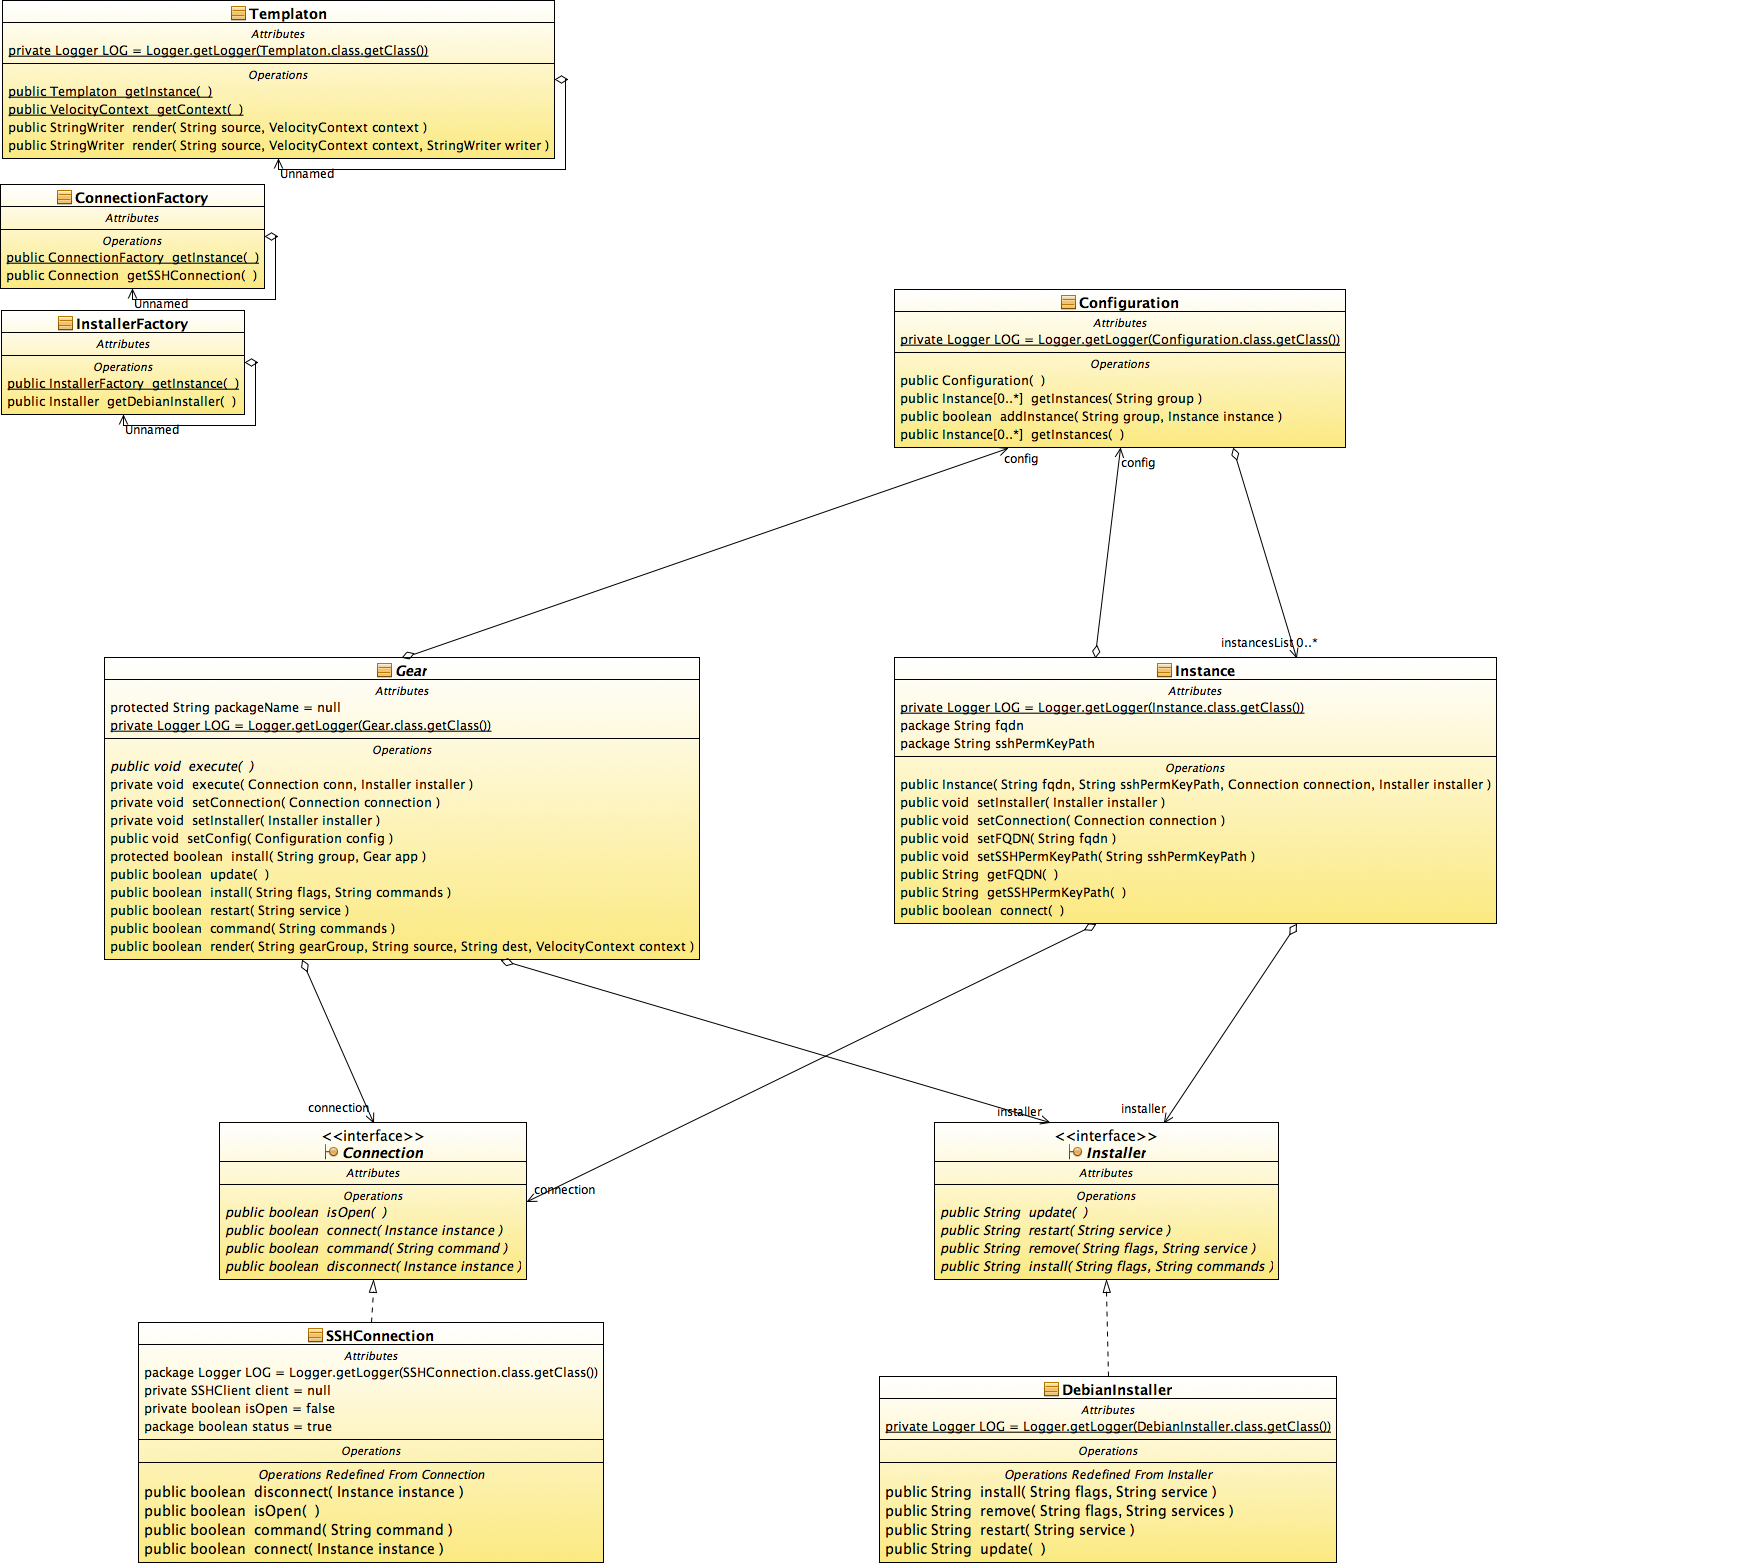 Templaton
Attributes
private Logger LOG = Logger.getLogger(Templaton.class.getClass())
Operations
public Templaton  getInstance(  )
public VelocityContext  getContext(  )
public StringWriter  render( String source, VelocityContext context )
public StringWriter  render( String source, VelocityContext context, StringWriter writer )
Unnamed
ConnectionFactory
Attributes
Operations
public ConnectionFactory  getInstance(  )
public Connection  getSSHConnection(  )
Unnamed
InstallerFactory
Attributes
Operations
public InstallerFactory  getInstance(  )
public Installer  getDebianInstaller(  )
Unnamed
Configuration
Attributes
private Logger LOG = Logger.getLogger(Configuration.class.getClass())
Operations
public Configuration(  )
public Instance[0..*]  getInstances( String group )
public boolean  addInstance( String group, Instance instance )
public Instance[0..*]  getInstances(  )
config
config
instancesList 0..*
Gear
Attributes
protected String packageName = null
private Logger LOG = Logger.getLogger(Gear.class.getClass())
Operations
public void  execute(  )
private void  execute( Connection conn, Installer installer )
private void  setConnection( Connection connection )
private void  setInstaller( Installer installer )
public void  setConfig( Configuration config )
protected boolean  install( String group, Gear app )
public boolean  update(  )
public boolean  install( String flags, String commands )
public boolean  restart( String service )
public boolean  command( String commands )
public boolean  render( String gearGroup, String source, String dest, VelocityContext context )
Instance
Attributes
private Logger LOG = Logger.getLogger(Instance.class.getClass())
package String fqdn
package String sshPermKeyPath
Operations
public Instance( String fqdn, String sshPermKeyPath, Connection connection, Installer installer )
public void  setInstaller( Installer installer )
public void  setConnection( Connection connection )
public void  setFQDN( String fqdn )
public void  setSSHPermKeyPath( String sshPermKeyPath )
public String  getFQDN(  )
public String  getSSHPermKeyPath(  )
public boolean  connect(  )
connection
installer
installer
connection
<<interface>>
Connection
Attributes
Operations
public boolean  isOpen(  )
public boolean  connect( Instance instance )
public boolean  command( String command )
public boolean  disconnect( Instance instance )
<<interface>>
Installer
Attributes
Operations
public String  update(  )
public String  restart( String service )
public String  remove( String flags, String service )
public String  install( String flags, String commands )
SSHConnection
Attributes
package Logger LOG = Logger.getLogger(SSHConnection.class.getClass())
private SSHClient client = null
private boolean isOpen = false
package boolean status = true
Operations
Operations Redefined From Connection
public boolean  disconnect( Instance instance )
public boolean  isOpen(  )
public boolean  command( String command )
public boolean  connect( Instance instance )
DebianInstaller
Attributes
private Logger LOG = Logger.getLogger(DebianInstaller.class.getClass())
Operations
Operations Redefined From Installer
public String  install( String flags, String service )
public String  remove( String flags, String services )
public String  restart( String service )
public String  update(  )